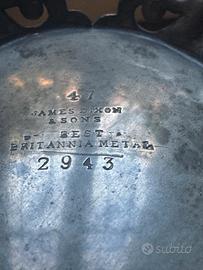 47
JAMES DIXON
& SONS
BEST
BRITANNIA METAL
2943
subito